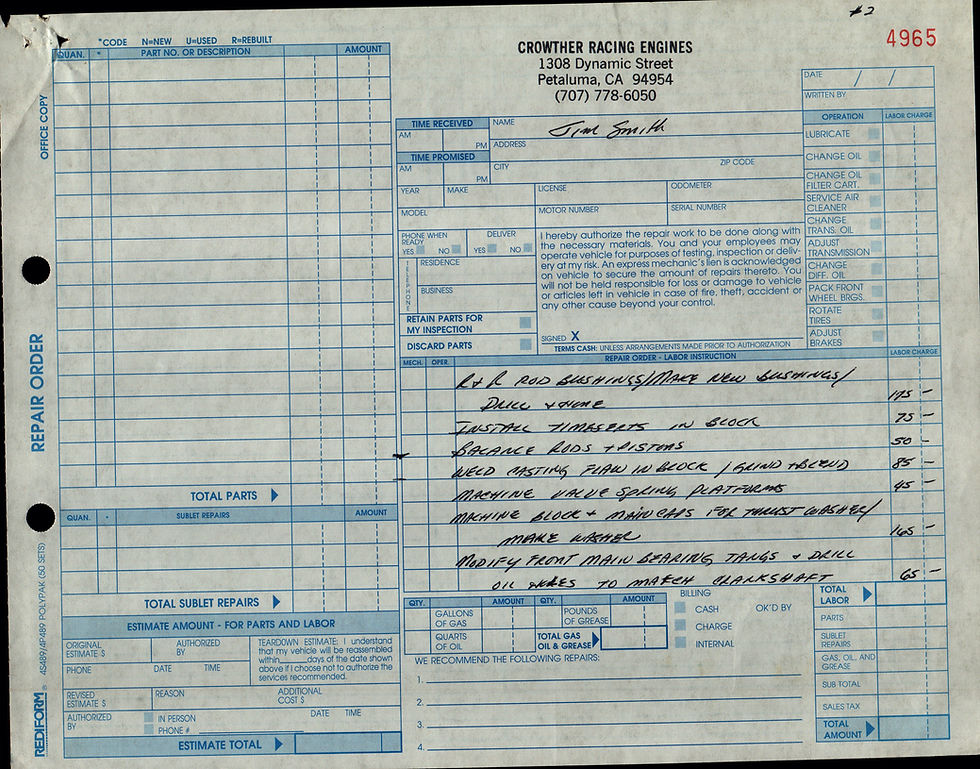 #2
4965
*CODE N=NEW U=USED R=REBUILT
QUAN. * PART NO. OR DESCRIPTION AMOUNT
OFFICE COPY
REPAIR ORDER
REDIFORM ® 4S489/4P489 POLYPAK (50 SETS)
TOTAL PARTS
QUAN. - SUBLET REPAIRS AMOUNT
TOTAL SUBLET REPAIRS
ESTIMATE AMOUNT - FOR PARTS AND LABOR
ORIGINAL ESTIMATE $
AUTHORIZED BY
TEARDOWN ESTIMATE: I understand
that my vehicle will be reassembled
within____ days of the date shown
above if I choose not to authorize the
services recommended.
PHONE DATE TIME
REVISED ESTIMATE $
REASON
ADDITIONAL COST $
AUTHORIZED BY
IN PERSON
PHONE #
DATE TIME
ESTIMATE TOTAL
CROWTHER RACING ENGINES
1308 Dynamic Street
Petaluma, CA 94954
(707) 778-6050
DATE / /
WRITTEN BY
TIME RECEIVED
AM
PM
TIME PROMISED
AM
PM
NAME Jim Smith
ADDRESS
CITY ZIP CODE
YEAR MAKE LICENSE ODOMETER
MODEL MOTOR NUMBER SERIAL NUMBER
PHONE WHEN READY
YES NO
DELIVER
YES NO
TELEPHONE
RESIDENCE
BUSINESS
RETAIN PARTS FOR
MY INSPECTION
DISCARD PARTS
I hereby authorize the repair work to be done along with
the necessary materials. You and your employees may
operate vehicle for purposes of testing, inspection or deliv-
ery at my risk. An express mechanic's lien is acknowledged
on vehicle to secure the amount of repairs thereto. You
will not be held responsible for loss or damage to vehicle
or articles left in vehicle in case of fire, theft, accident or
any other cause beyond your control.
SIGNED X
TERMS CASH: UNLESS ARRANGEMENTS MADE PRIOR TO AUTHORIZATION
OPERATION LABOR CHARGE
LUBRICATE
CHANGE OIL
CHANGE OIL
FILTER CART.
SERVICE AIR
CLEANER
CHANGE
TRANS. OIL
ADJUST
TRANSMISSION
CHANGE
DIFF. OIL
PACK FRONT
WHEEL BRGS.
ROTATE
TIRES
ADJUST
BRAKES
MECH. OPER. REPAIR ORDER - LABOR INSTRUCTION LABOR CHARGE
R+R ROD BUSHINGS/MAKE NEW BUSHINGS/
DRILL + HONE 175 -
INSTALL TIMESERTS IN BLOCK 75 -
BALANCE RODS + PISTONS 50 -
WELD CASTING FLAW IN BLOCK / GRIND + BLEND 85 -
MACHINE VALVE SPRING PLATFORMS 45 -
MACHINE BLOCK + MAIN CAPS FOR THRUST WASHER/
MAKE WASHER 165 -
MODIFY FRONT MAIN BEARING TANGS + DRILL
OIL HOLES TO MATCH CRANKSHAFT 65 -
QTY. AMOUNT QTY. AMOUNT
GALLONS OF GAS
POUNDS OF GREASE
QUARTS OF OIL
TOTAL GAS OIL & GREASE
BILLING
CASH
CHARGE
INTERNAL
OK'D BY
WE RECOMMEND THE FOLLOWING REPAIRS:
1.
2.
3.
4.
TOTAL LABOR
PARTS
SUBLET REPAIRS
GAS, OIL, AND GREASE
SUB TOTAL
SALES TAX
TOTAL AMOUNT